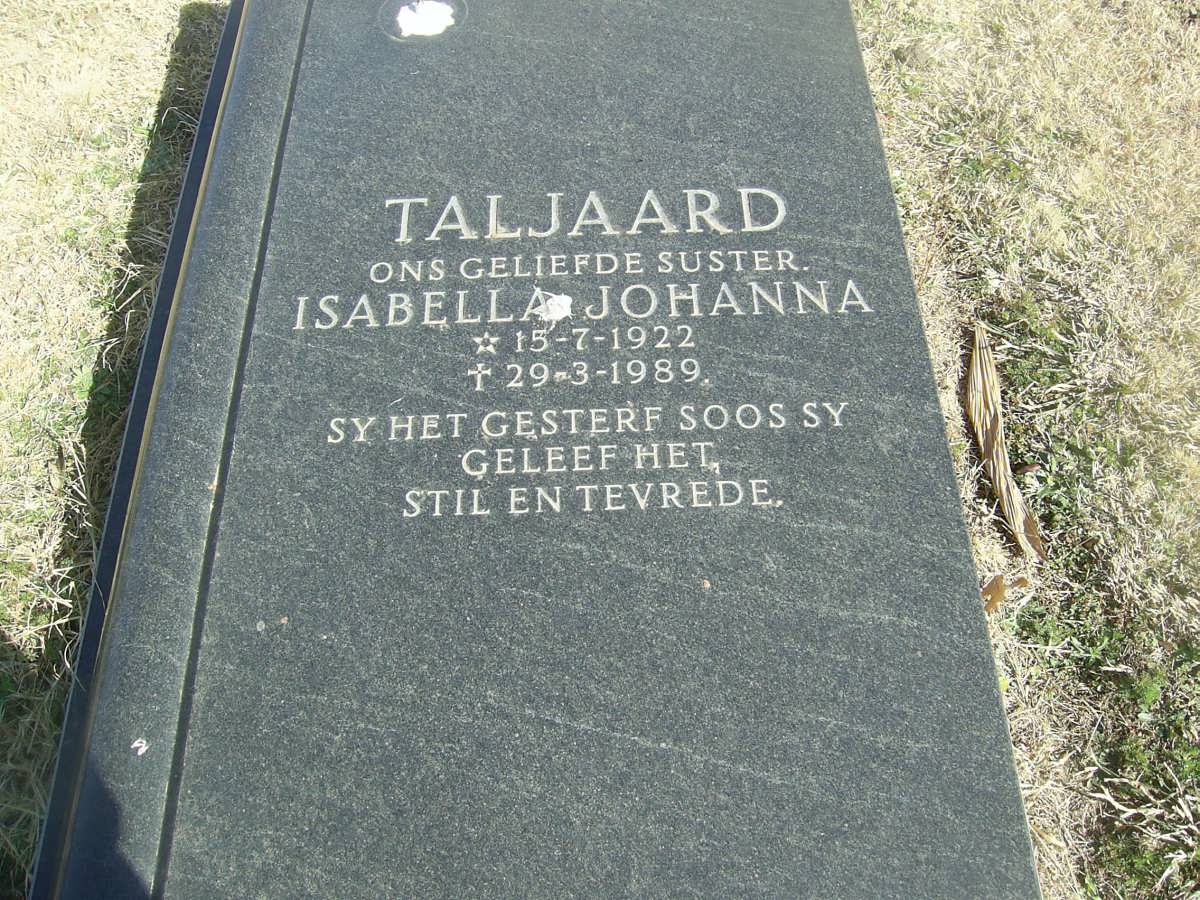 TALJAARD
ONS GELIEFDE SUSTER.
ISABELLA JOHANNA
☆ 15-7-1922
✝ 29-3-1989.
SY HET GESTERF SOOS SY
GELEEF HET,
STIL EN TEVREDE.